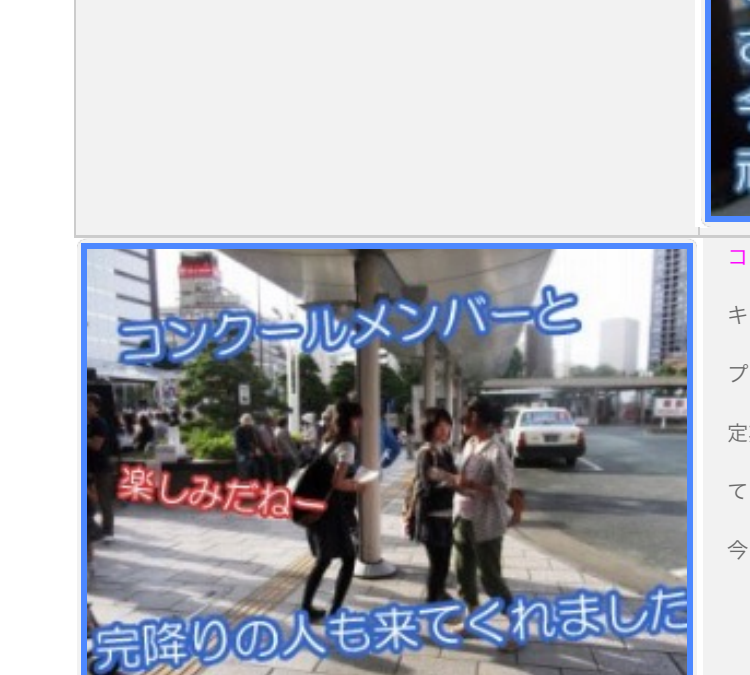 コンクールメンバーと
楽しみだねー
完降りの人も来てくれました
コ
キ
プ
定
て
今